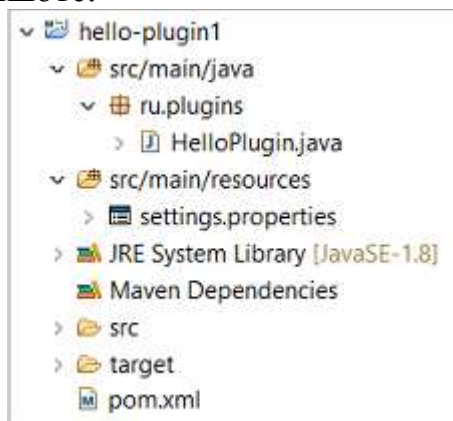 hello-plugin1
src/main/java
ru.plugins
HelloPlugin.java
src/main/resources
settings.properties
JRE System Library [JavaSE-1.8]
Maven Dependencies
src
target
pom.xml